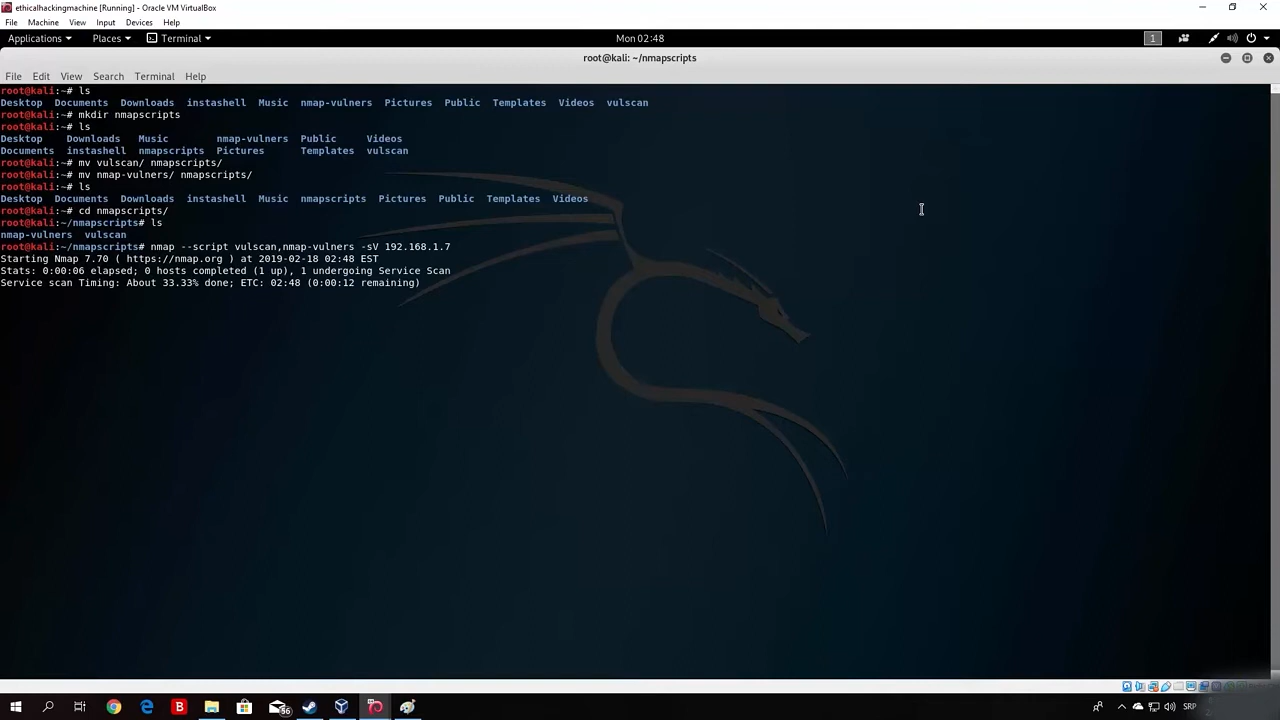 ethicalhackingmachine [Running] - Oracle VM VirtualBox
File Machine View Input Devices Help
Applications Places Terminal Mon 02:48 1
root@kali: ~/nmapscripts
File Edit View Search Terminal Help
root@kali:~# ls
Desktop Documents Downloads instashell Music nmap-vulners Pictures Public Templates Videos vulscan
root@kali:~# mkdir nmapscripts
root@kali:~# ls
Desktop Downloads Music nmap-vulners Public Videos
Documents instashell nmapscripts Pictures Templates vulscan
root@kali:~# mv vulscan/ nmapscripts/
root@kali:~# mv nmap-vulners/ nmapscripts/
root@kali:~# ls
Desktop Documents Downloads instashell Music nmapscripts Pictures Public Templates Videos
root@kali:~# cd nmapscripts/
root@kali:~/nmapscripts# ls
nmap-vulners vulscan
root@kali:~/nmapscripts# nmap --script vulscan,nmap-vulners -sV 192.168.1.7
Starting Nmap 7.70 ( https://nmap.org ) at 2019-02-18 02:48 EST
Stats: 0:00:06 elapsed; 0 hosts completed (1 up), 1 undergoing Service Scan
Service scan Timing: About 33.33% done; ETC: 02:48 (0:00:12 remaining)
B 56 SRP